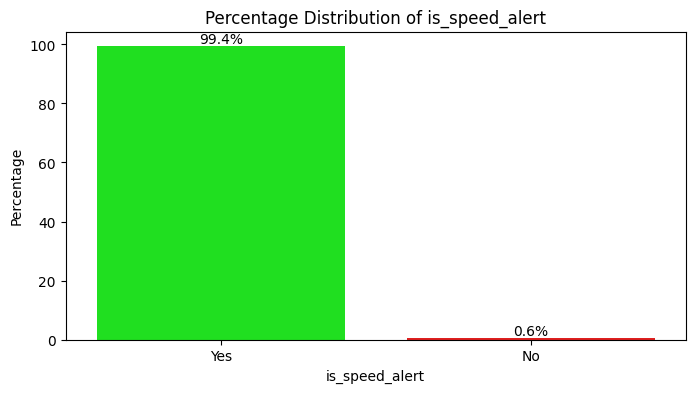 Percentage Distribution of is_speed_alert
99.4%
100
80
60
40
20
0
Percentage
0.6%
Yes
No
is_speed_alert